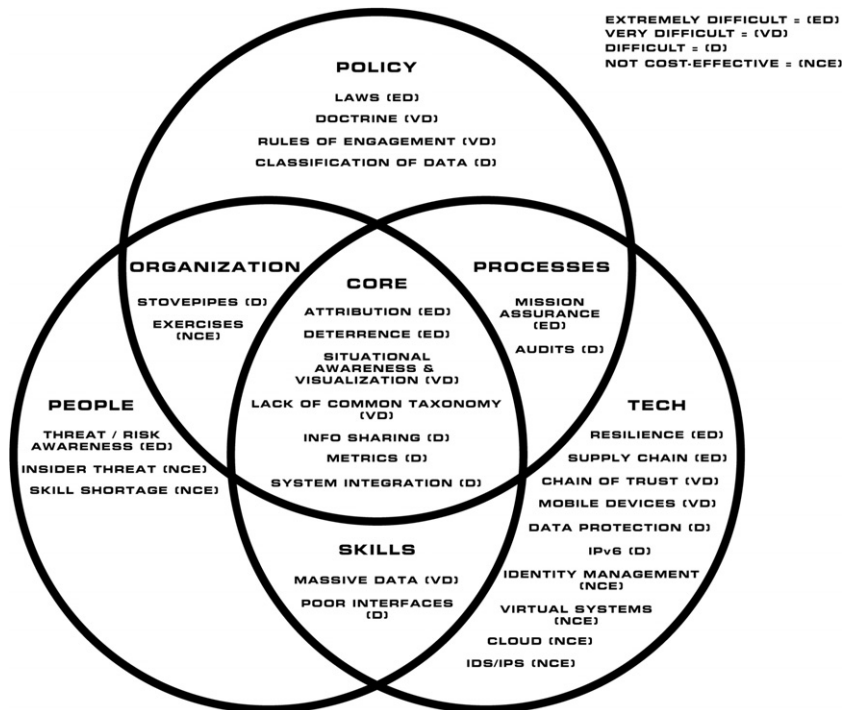 EXTREMELY DIFFICULT = (ED)
VERY DIFFICULT = (VD)
DIFFICULT = (D)
NOT COST-EFFECTIVE = (NCE)
POLICY
LAWS (ED)
DOCTRINE (VD)
RULES OF ENGAGEMENT (VD)
CLASSIFICATION OF DATA (D)
ORGANIZATION
STOVEPIPES (D)
EXERCISES
(NCE)
CORE
ATTRIBUTION (ED)
DETERRENCE (ED)
SITUATIONAL
AWARENESS &
VISUALIZATION (VD)
LACK OF COMMON TAXONOMY
(VD)
INFO SHARING (D)
METRICS (D)
SYSTEM INTEGRATION (D)
PROCESSES
MISSION
ASSURANCE
(ED)
AUDITS (D)
PEOPLE
THREAT / RISK
AWARENESS (ED)
INSIDER THREAT (NCE)
SKILL SHORTAGE (NCE)
TECH
RESILIENCE (ED)
SUPPLY CHAIN (ED)
CHAIN OF TRUST (VD)
MOBILE DEVICES (VD)
DATA PROTECTION (D)
IPv6 (D)
IDENTITY MANAGEMENT
(NCE)
VIRTUAL SYSTEMS
(NCE)
CLOUD (NCE)
IDS/IPS (NCE)
SKILLS
MASSIVE DATA (VD)
POOR INTERFACES
(D)